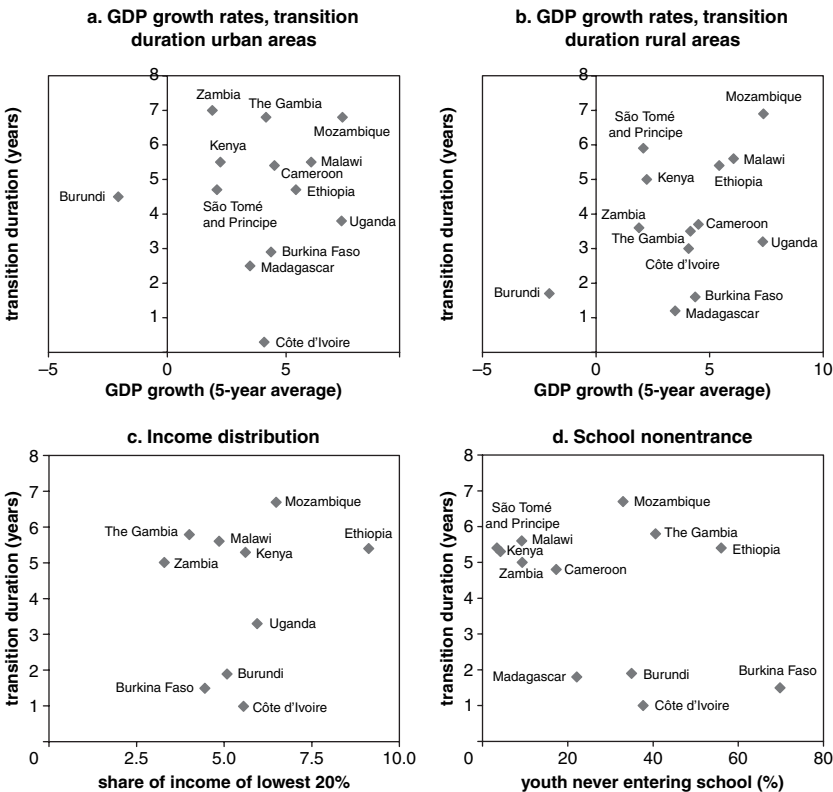 a. GDP growth rates, transition
duration urban areas
transition duration (years)
8
7
6
5
4
3
2
1
Zambia
The Gambia
Mozambique
Kenya
Malawi
Cameroon
Burundi
Ethiopia
São Tomé
and Principe
Uganda
Burkina Faso
Madagascar
Côte d'Ivoire
–5
0
5
GDP growth (5-year average)
b. GDP growth rates, transition
duration rural areas
transition duration (years)
8
7
6
5
4
3
2
1
Mozambique
São Tomé
and Principe
Malawi
Kenya
Ethiopia
Zambia
Cameroon
The Gambia
Uganda
Côte d'Ivoire
Burundi
Burkina Faso
Madagascar
–5
0
5
10
GDP growth (5-year average)
c. Income distribution
transition duration (years)
8
7
6
5
4
3
2
1
0
Mozambique
The Gambia
Malawi
Ethiopia
Kenya
Zambia
Uganda
Burundi
Burkina Faso
Côte d'Ivoire
2.5
5.0
7.5
10.0
share of income of lowest 20%
d. School nonentrance
transition duration (years)
8
7
6
5
4
3
2
1
0
Mozambique
São Tomé
and Principe
Malawi
The Gambia
Kenya
Ethiopia
Zambia
Cameroon
Madagascar
Burundi
Burkina Faso
Côte d'Ivoire
20
40
60
80
youth never entering school (%)